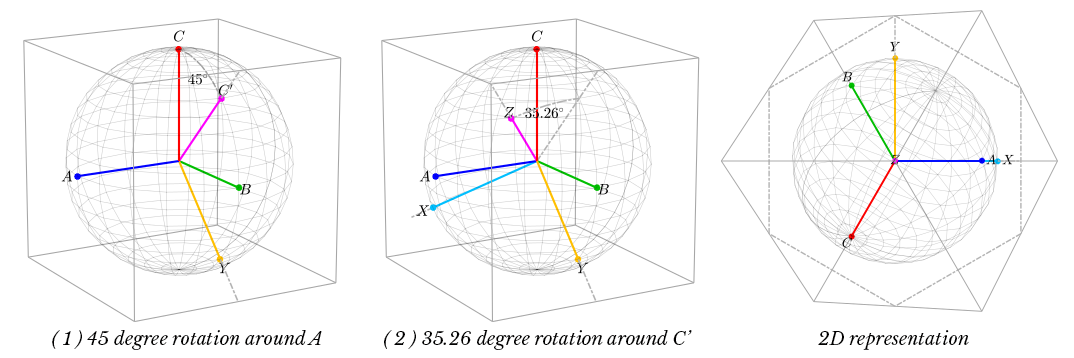 C
45°
C'
A
B
Y
C
Z
35.26°
A
B
X
Y
Y
B
A X
Z
C
( 1 ) 45 degree rotation around A
( 2 ) 35.26 degree rotation around C’
2D representation